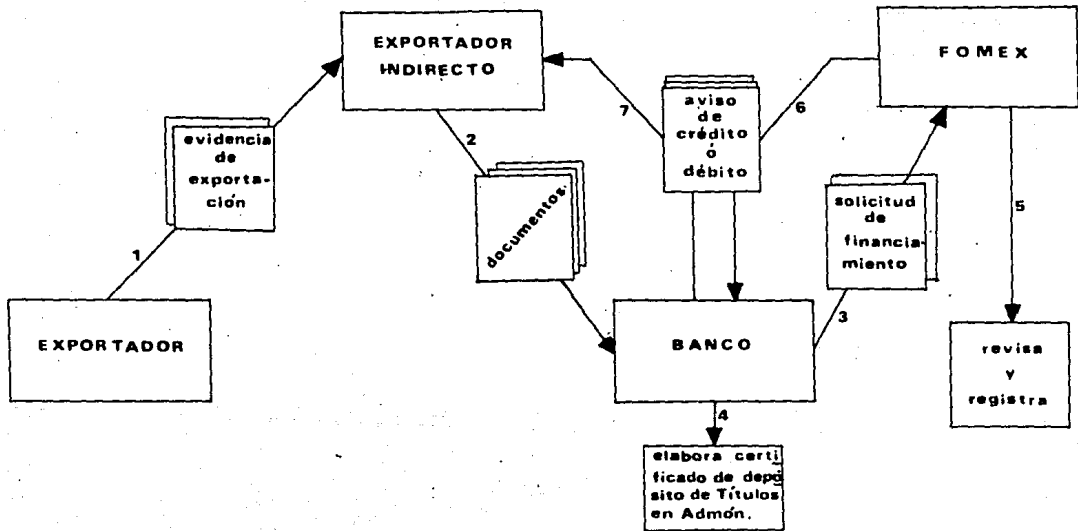 EXPORTADOR
INDIRECTO
FOMEX
7
aviso
de
crédito
ó
débito
6
2
evidencia
de
exporta-
ción
documentos.
solicitud
de
financia-
miento
5
1
3
EXPORTADOR
BANCO
revisa
y
registra
4
elabora certi
ficado de depó
sito de Títulos
en Admón.